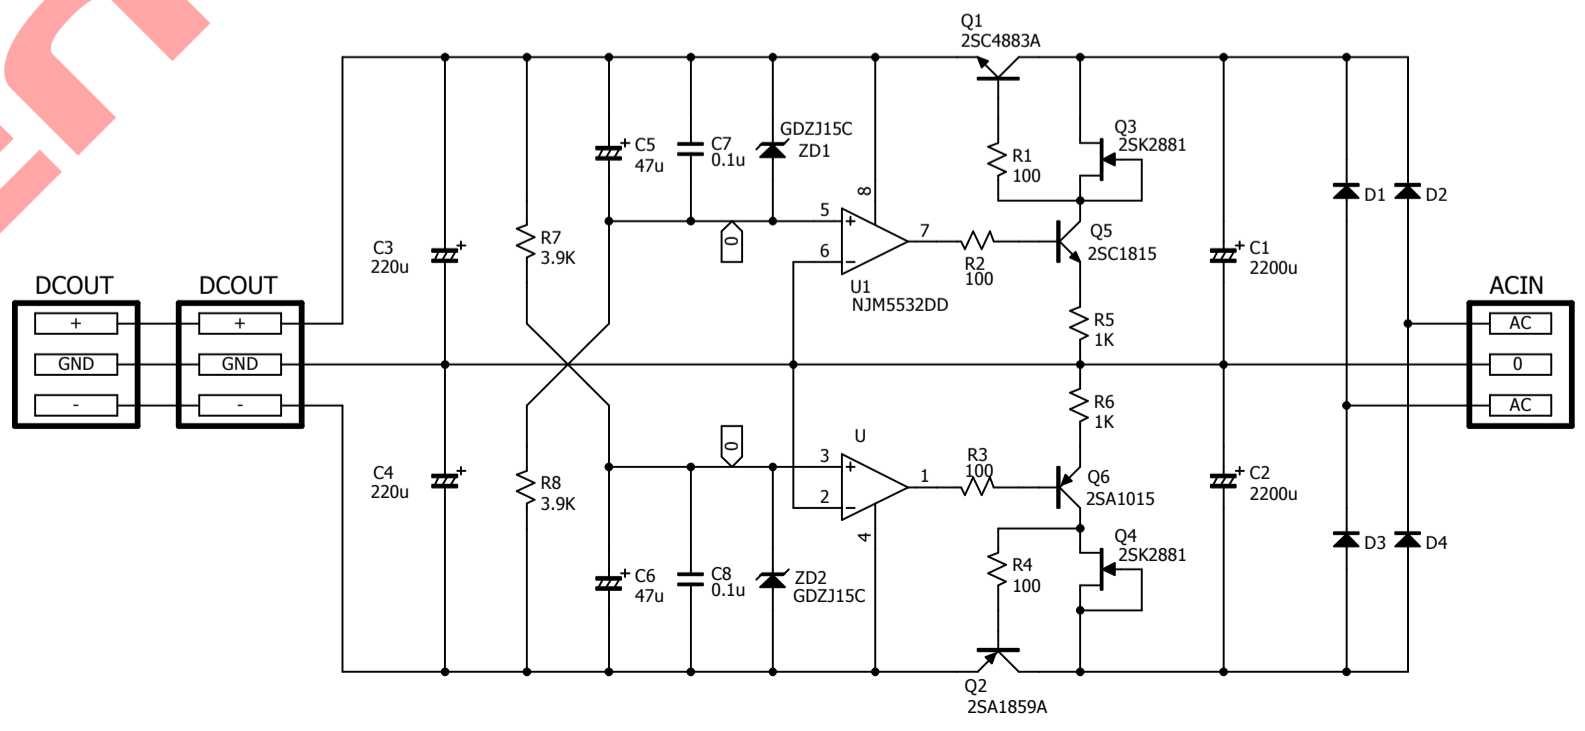 Q1
2SC4883A
GDZJ15C
ZD1
C5
47u
C7
0.1u
R1
100
Q3
2SK2881
D1
D2
8
5
6
7
+
−
0
U1
NJM5532DD
R2
100
Q5
2SC1815
R7
3.9K
C3
220u
+
C1
2200u
+
DCOUT
+
GND
-
DCOUT
+
GND
-
ACIN
AC
0
AC
R5
1K
R6
1K
U
0
3
2
1
4
+
−
R3
100
Q6
2SA1015
C4
220u
+
R8
3.9K
C2
2200u
+
C6
47u
+
C8
0.1u
ZD2
GDZJ15C
R4
100
Q4
2SK2881
D3
D4
Q2
2SA1859A